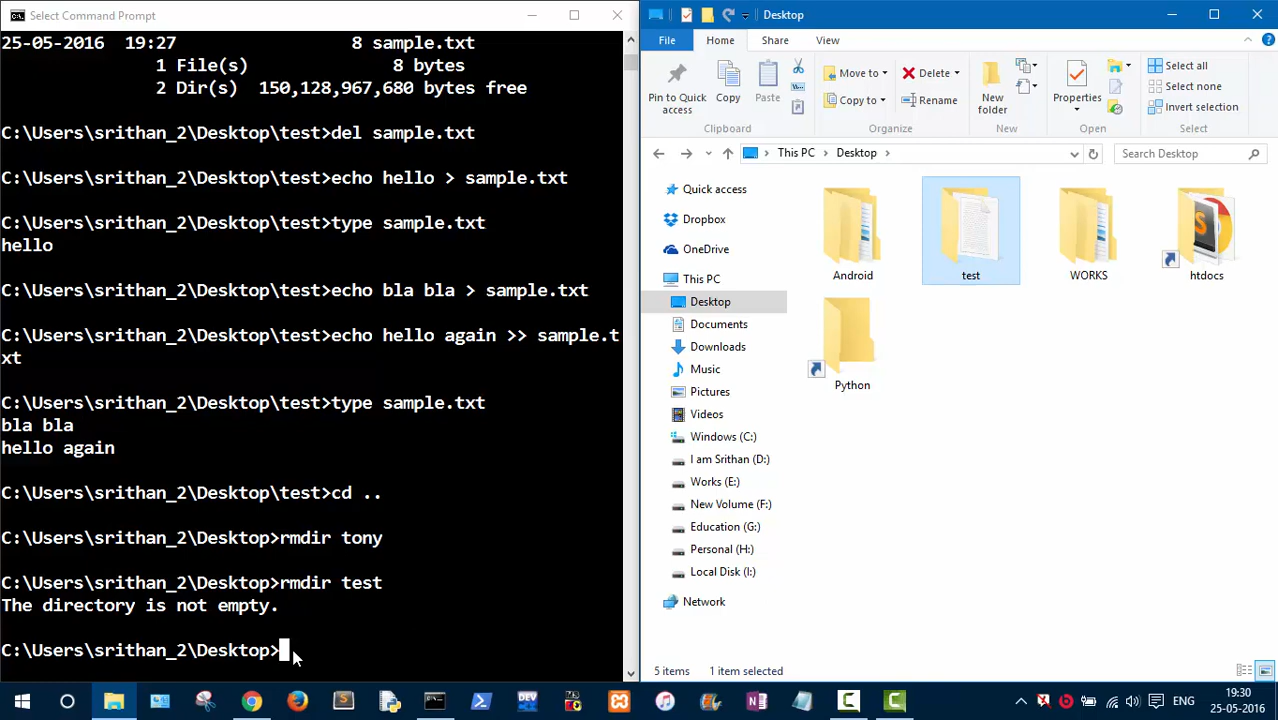 Select Command Prompt
25-05-2016  19:27                 8 sample.txt
               1 File(s)              8 bytes
               2 Dir(s)  150,128,967,680 bytes free
C:\Users\srithan_2\Desktop\test>del sample.txt
C:\Users\srithan_2\Desktop\test>echo hello > sample.txt
C:\Users\srithan_2\Desktop\test>type sample.txt
hello
C:\Users\srithan_2\Desktop\test>echo bla bla > sample.txt
C:\Users\srithan_2\Desktop\test>echo hello again >> sample.t
xt
C:\Users\srithan_2\Desktop\test>type sample.txt
bla bla
hello again
C:\Users\srithan_2\Desktop\test>cd ..
C:\Users\srithan_2\Desktop>rmdir tony
C:\Users\srithan_2\Desktop>rmdir test
The directory is not empty.
C:\Users\srithan_2\Desktop>
Desktop
File Home Share View
Pin to Quick
access
Copy
Paste
Clipboard
Move to
Copy to
Delete
Rename
Organize
New
folder
New
Properties
Open
Select all
Select none
Invert selection
Select
This PC > Desktop >
Search Desktop
Quick access
Dropbox
OneDrive
This PC
Desktop
Documents
Downloads
Music
Pictures
Videos
Windows (C:)
I am Srithan (D:)
Works (E:)
New Volume (F:)
Education (G:)
Personal (H:)
Local Disk (I:)
Network
Android
test
WORKS
htdocs
Python
5 items 1 item selected
DEV
ENG
19:30
25-05-2016